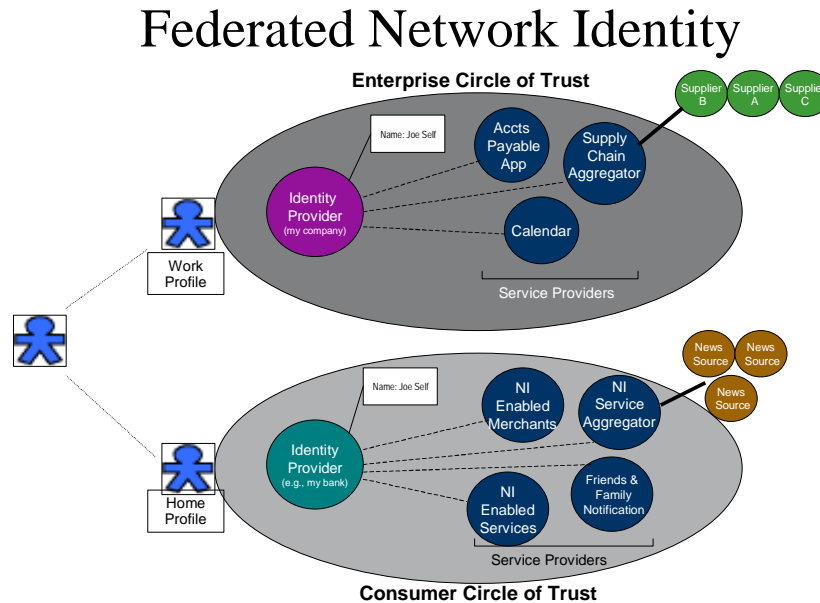 Federated Network Identity
Enterprise Circle of Trust
Supplier
B
Supplier
A
Supplier
C
Name: Joe Self
Accts
Payable
App
Supply
Chain
Aggregator
Identity
Provider
(my company)
Calendar
Work
Profile
Service Providers
News
Source
News
Source
News
Source
Name: Joe Self
NI
Enabled
Merchants
NI
Service
Aggregator
Identity
Provider
(e.g., my bank)
Friends &
Family
Notification
NI
Enabled
Services
Home
Profile
Service Providers
Consumer Circle of Trust